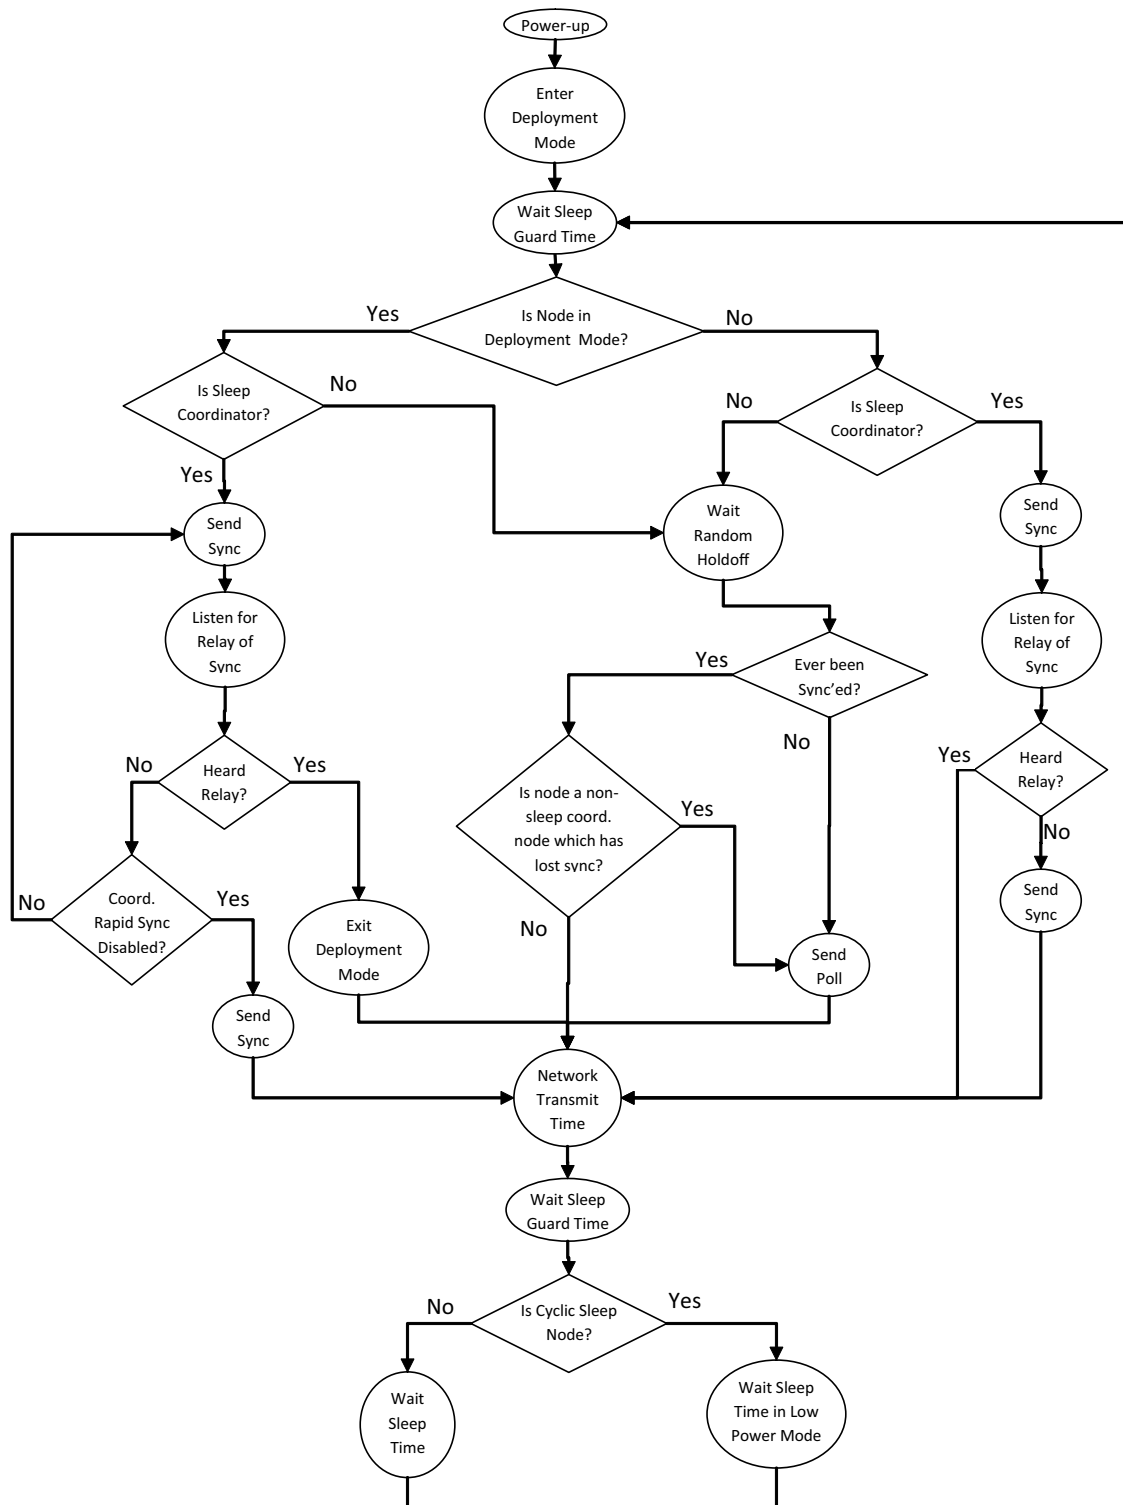 Power-up
Enter
Deployment
Mode
Wait Sleep
Guard Time
Is Node in
Deployment Mode?
Yes
No
Is Sleep
Coordinator?
No
Yes
Is Sleep
Coordinator?
No
Yes
Send
Sync
Wait
Random
Holdoff
Send
Sync
Listen for
Relay of
Sync
Listen for
Relay of
Sync
Ever been
Sync'ed?
Yes
No
Heard
Relay?
No
Yes
Is node a non-
sleep coord.
node which has
lost sync?
Yes
No
Heard
Relay?
Yes
No
Coord.
Rapid Sync
Disabled?
No
Yes
Exit
Deployment
Mode
Send
Poll
Send
Sync
Send
Sync
Network
Transmit
Time
Wait Sleep
Guard Time
Is Cyclic Sleep
Node?
No
Yes
Wait
Sleep
Time
Wait Sleep
Time in Low
Power Mode